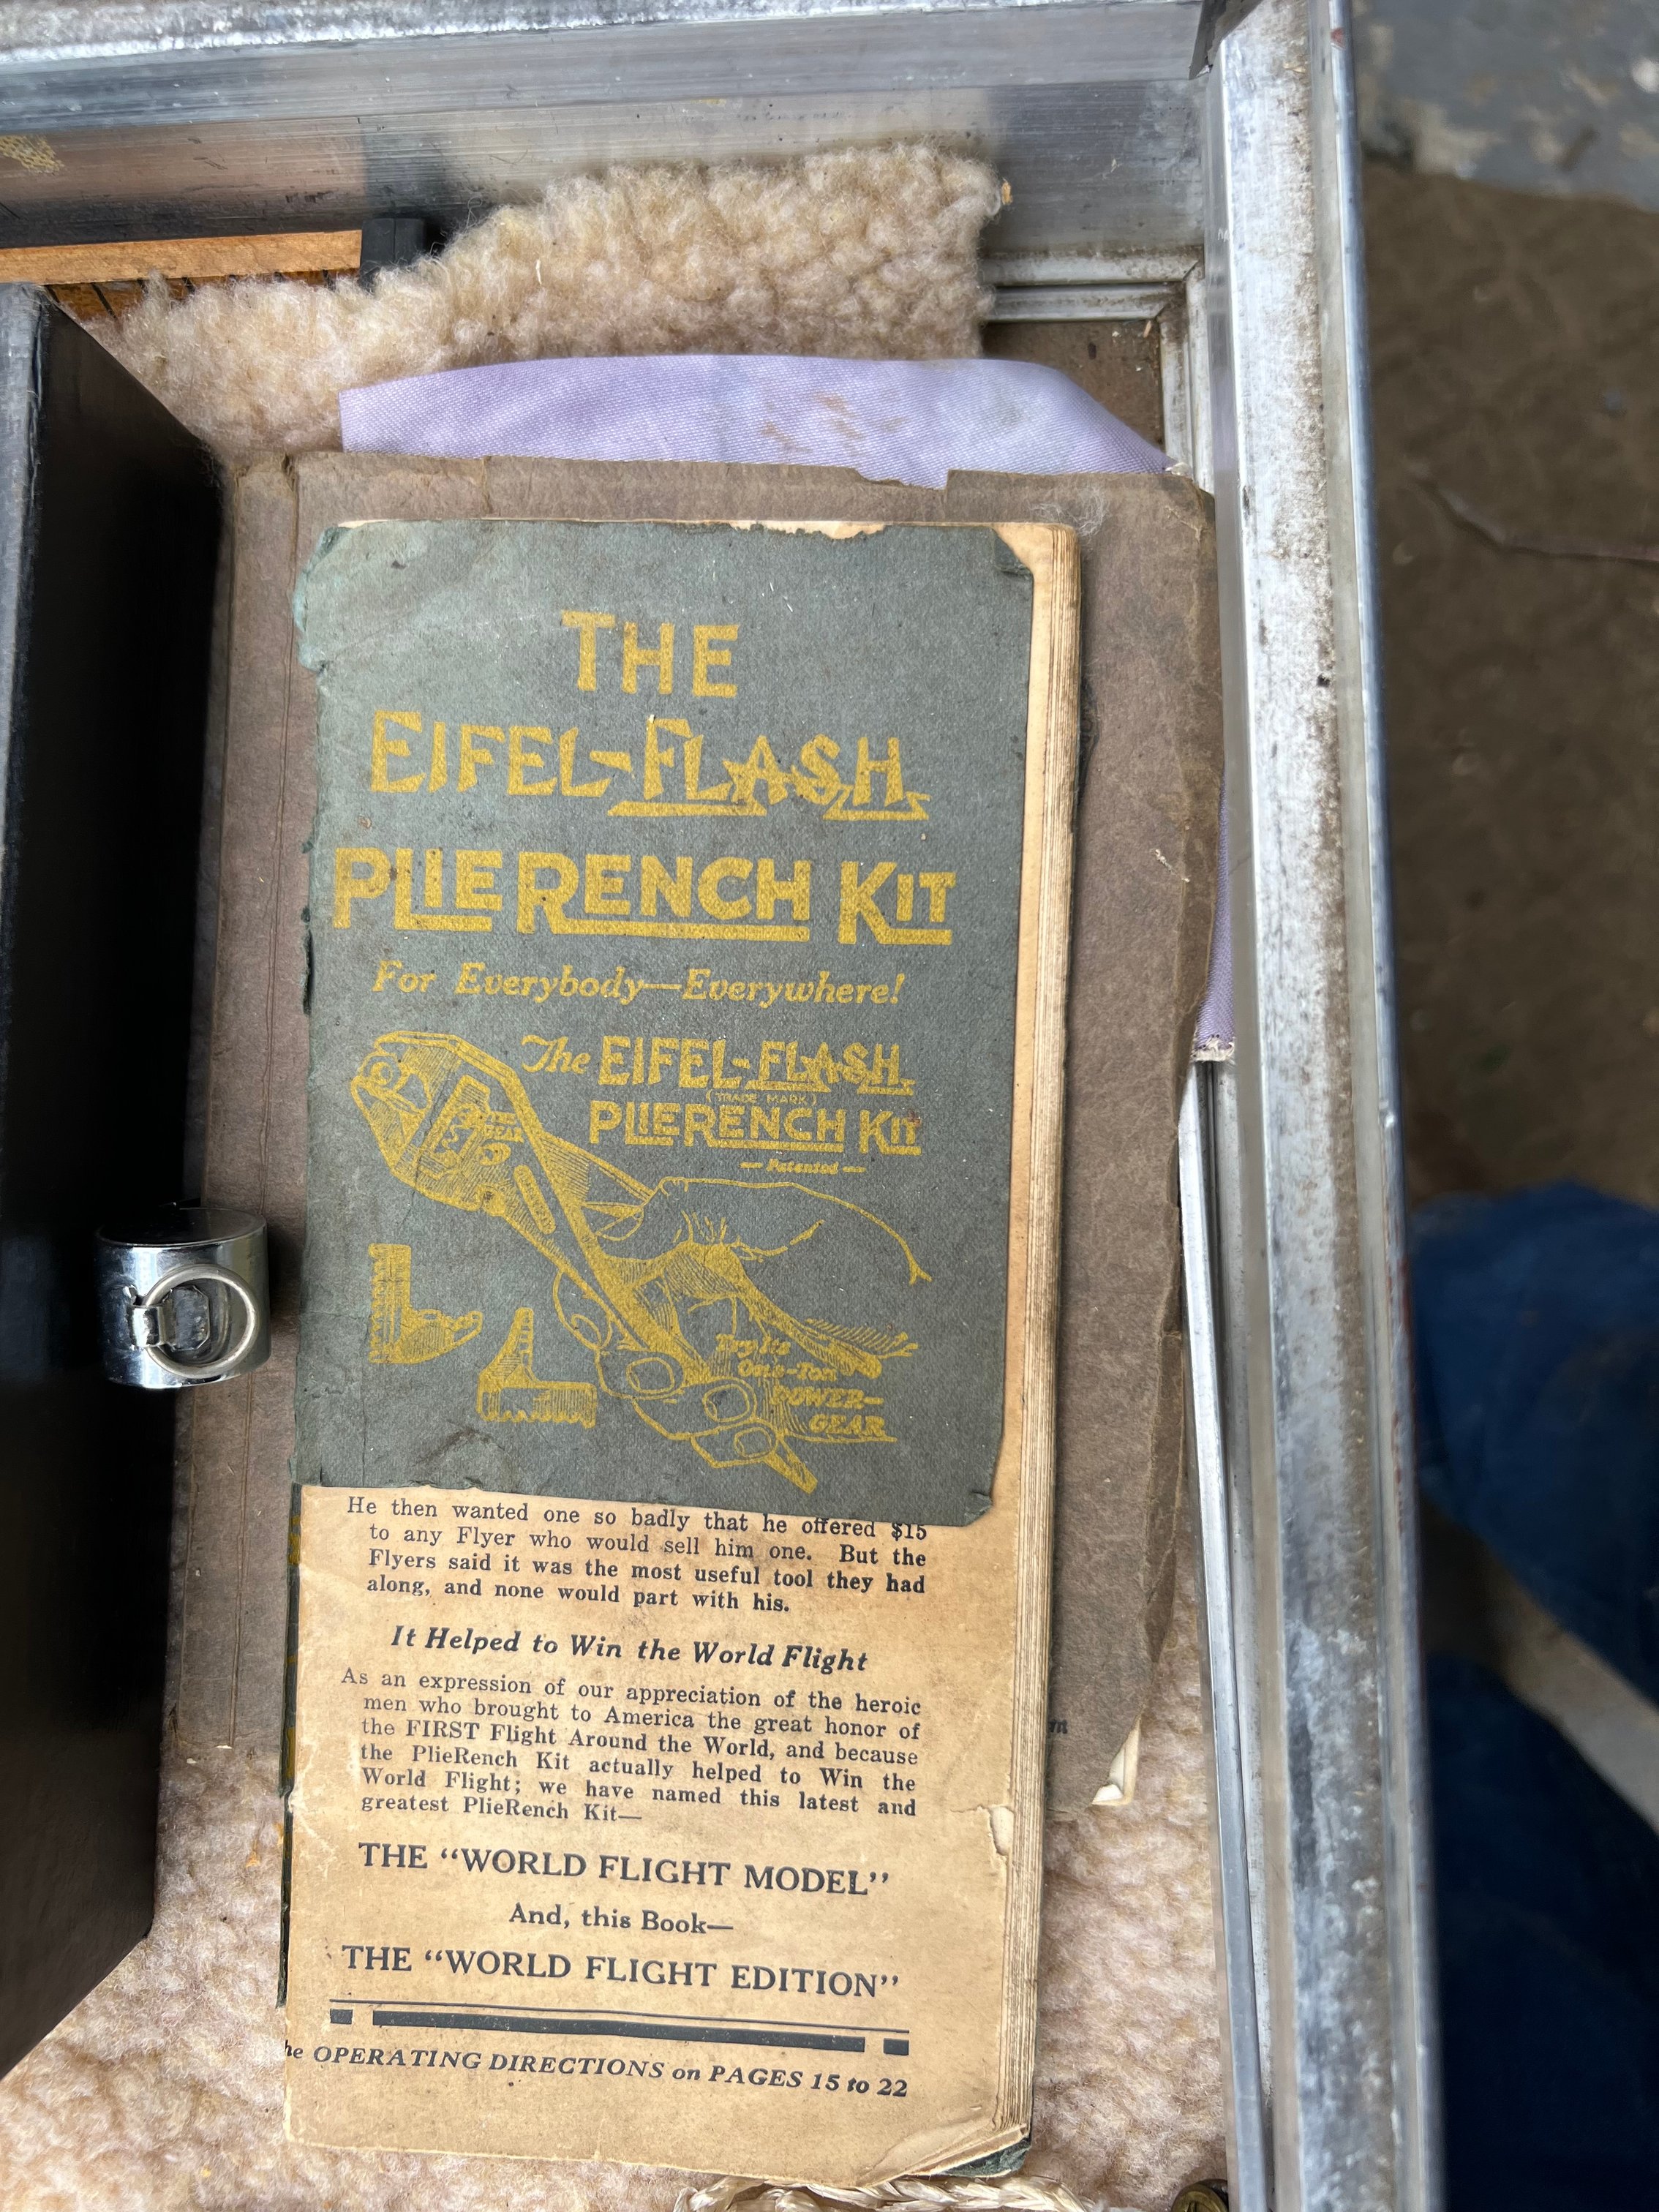 THE
EIFEL-FLASH
PLIERENCH KIT
For Everybody—Everywhere!
The EIFEL-FLASH
(TRADE MARK)
PLIERENCH KIT
— Patented —
Try Its
One-Ton
POWER-
GEAR
He then wanted one so badly that he offered $15
to any Flyer who would sell him one. But the
Flyers said it was the most useful tool they had
along, and none would part with his.
It Helped to Win the World Flight
As an expression of our appreciation of the heroic
men who brought to America the great honor of
the FIRST Flight Around the World, and because
the PlieRench Kit actually helped to Win the
World Flight; we have named this latest and
greatest PlieRench Kit—
THE “WORLD FLIGHT MODEL”
And, this Book—
THE “WORLD FLIGHT EDITION”
he OPERATING DIRECTIONS on PAGES 15 to 22